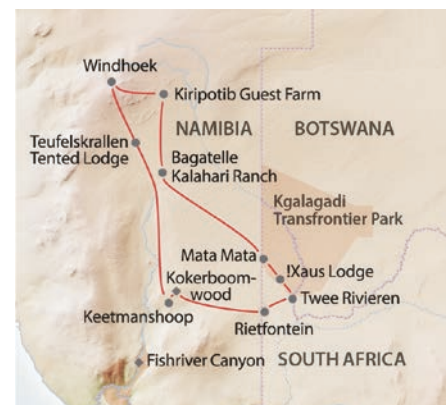 Windhoek
Kiripotib Guest Farm
NAMIBIA
BOTSWANA
Teufelskrallen
Tented Lodge
Bagatelle
Kalahari Ranch
Kgalagadi
Transfrontier Park
Mata Mata
!Xaus Lodge
Kokerboom-
wood
Twee Rivieren
Keetmanshoop
Rietfontein
Fishriver Canyon
SOUTH AFRICA